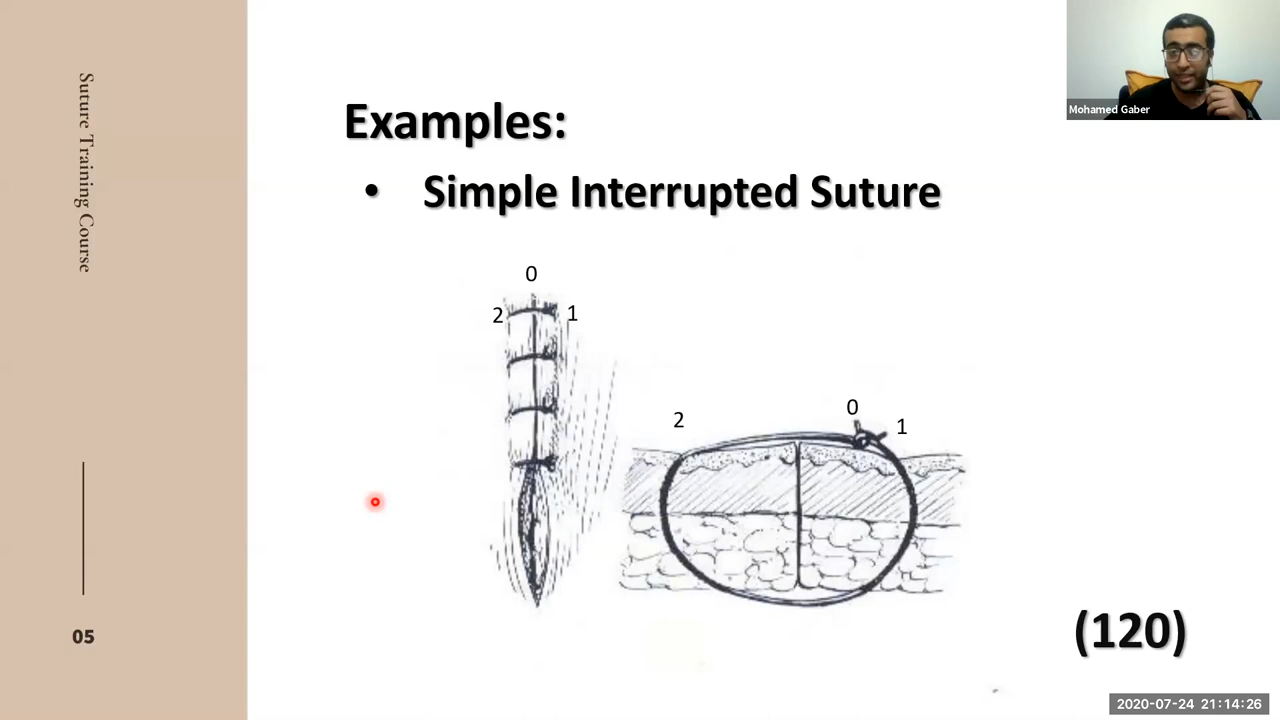 Suture Training Course
05
Examples:
• Simple Interrupted Suture
0
2 1
0
2 1
(120)
Mohamed Gaber
2020-07-24 21:14:26